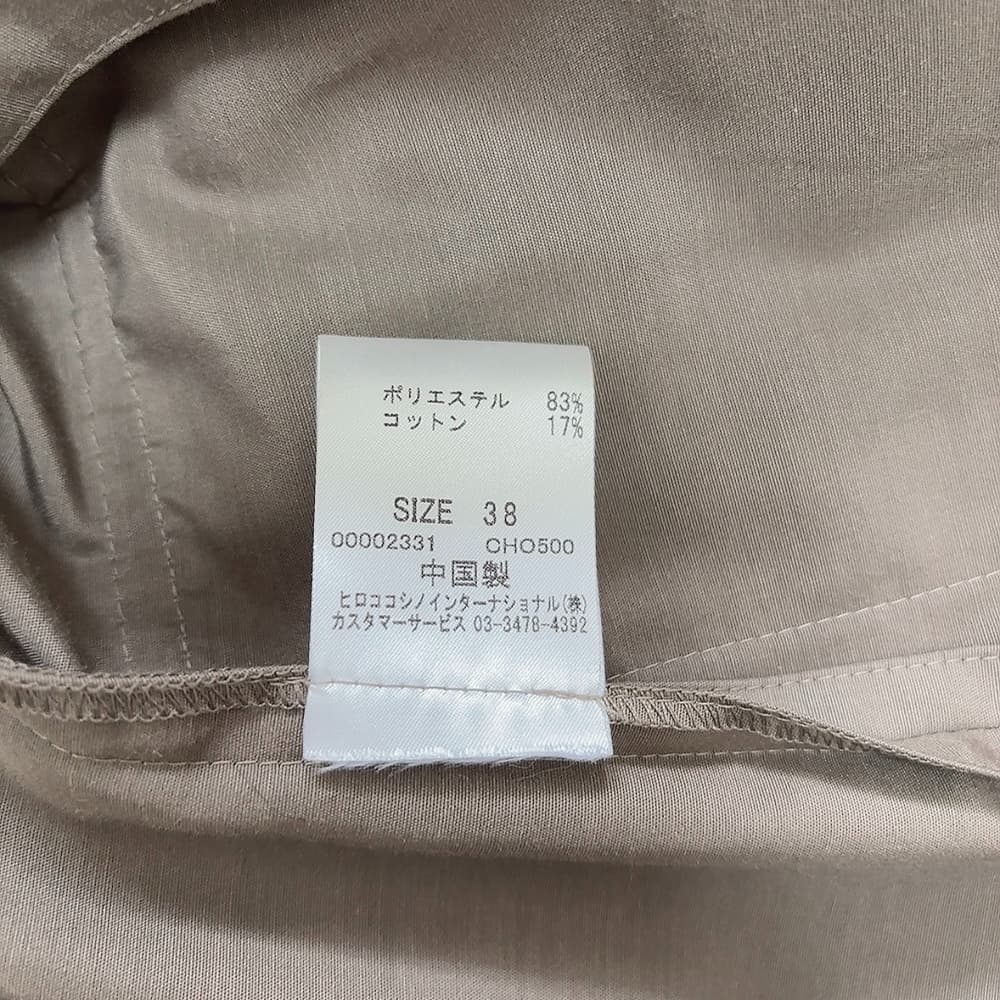 ポリエステル 83%
コットン 17%
SIZE 38
00002331 CHO500
中国製
ヒロココシノインターナショナル(株)
カスタマーサービス 03-3478-4392